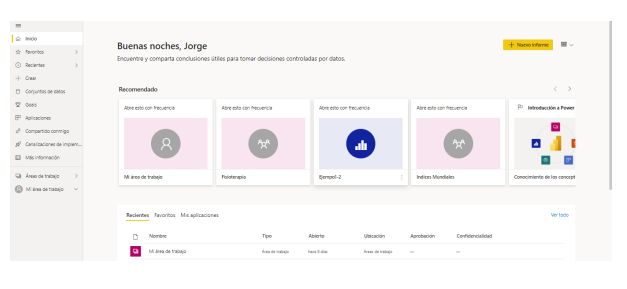 Inicio
Favoritos
Recientes
Crear
Conjuntos de datos
Goals
Aplicaciones
Compartido conmigo
Canalizaciones de implem...
Más información
Áreas de trabajo
Mi área de trabajo
Buenas noches, Jorge
Encuentre y comparta conclusiones útiles para tomar decisiones controladas por datos.
Nuevo informe
Recomendado
Abre esto con frecuencia
Mi área de trabajo
Abre esto con frecuencia
Fisioterapia
Abre esto con frecuencia
Ejempol-2
Abre esto con frecuencia
Indices Mundiales
Introducción a Power
Conocimiento de los concept
Recientes Favoritos Mis aplicaciones
Ver todo
Nombre Tipo Abierto Ubicación Aprobación Confidencialidad
Mi área de trabajo Área de trabajo hace 8 días Áreas de trabajo — —